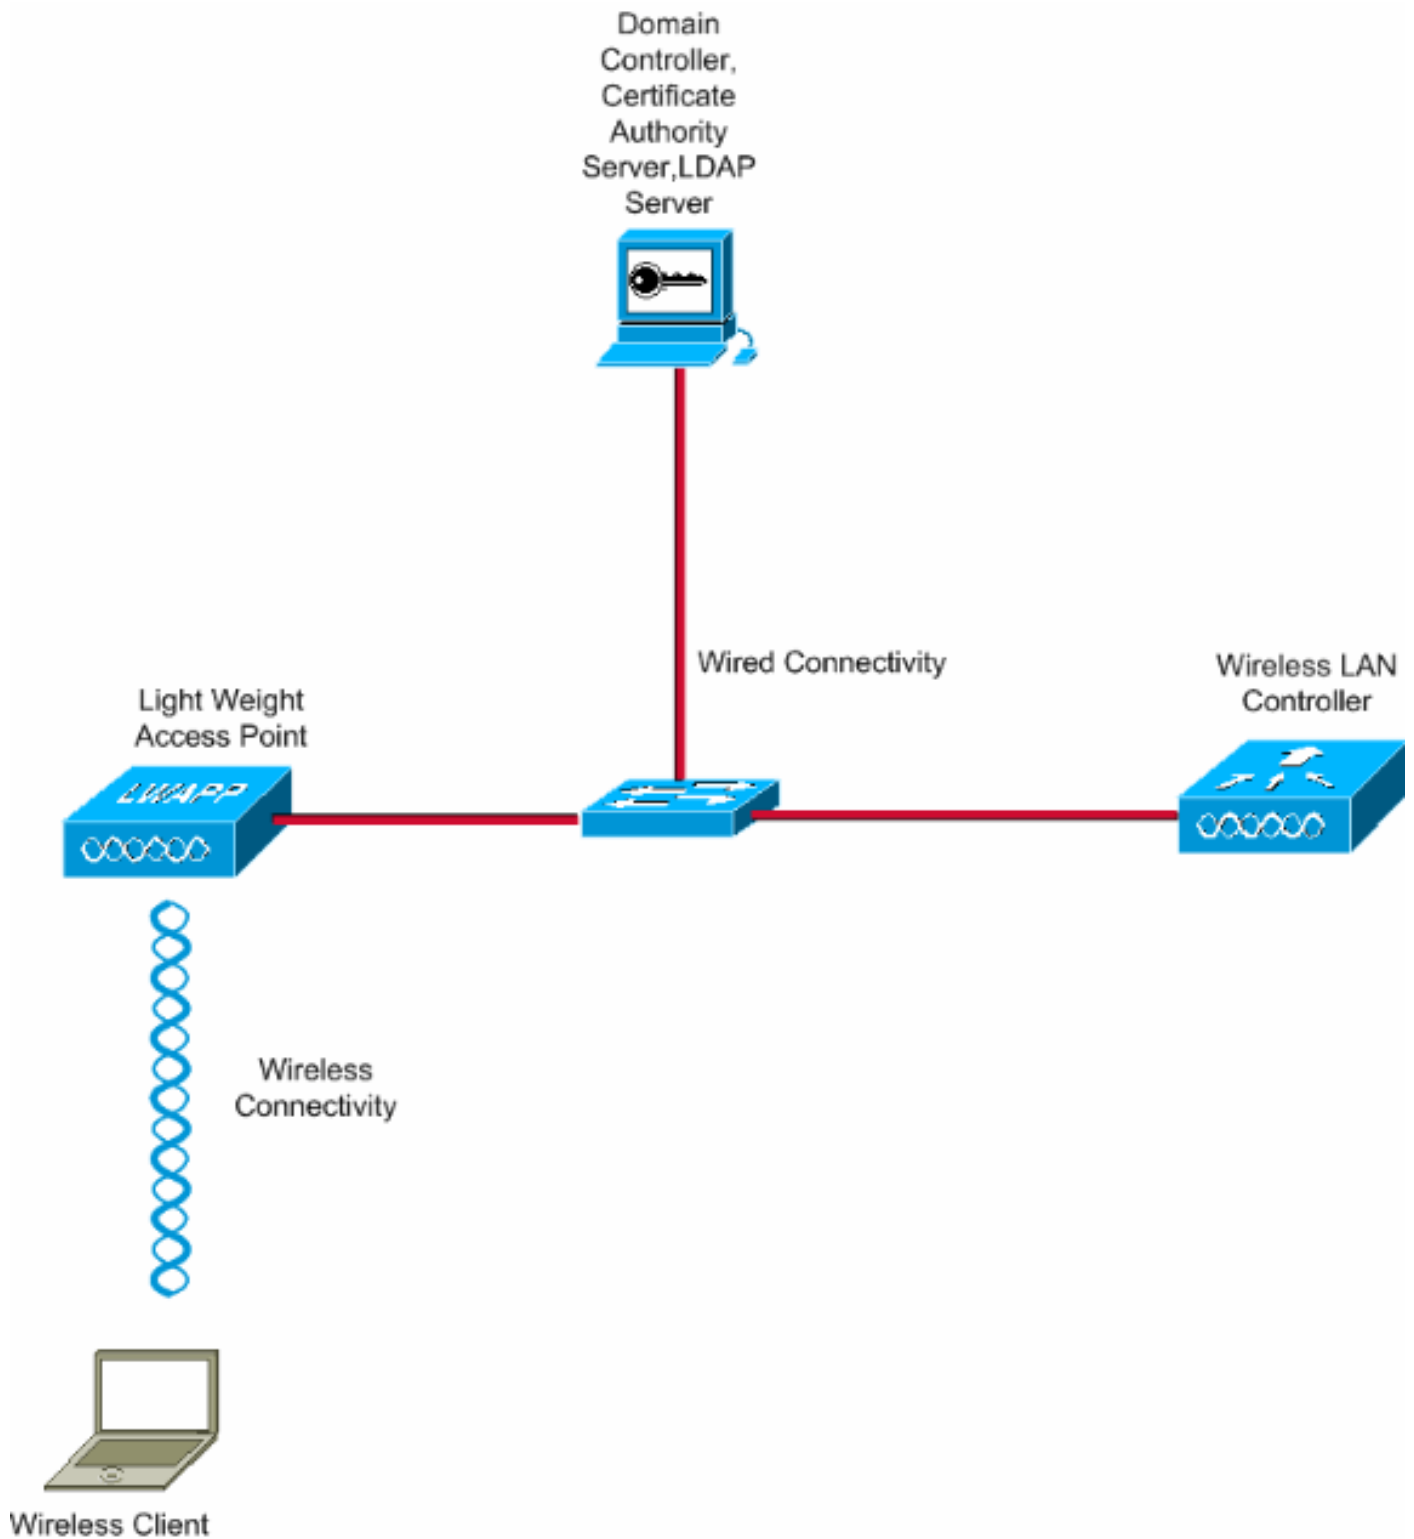 Domain
Controller,
Certificate
Authority
Server,LDAP
Server
Wired Connectivity
Wireless LAN
Controller
Light Weight
Access Point
LWAPP
Wireless
Connectivity
Wireless Client